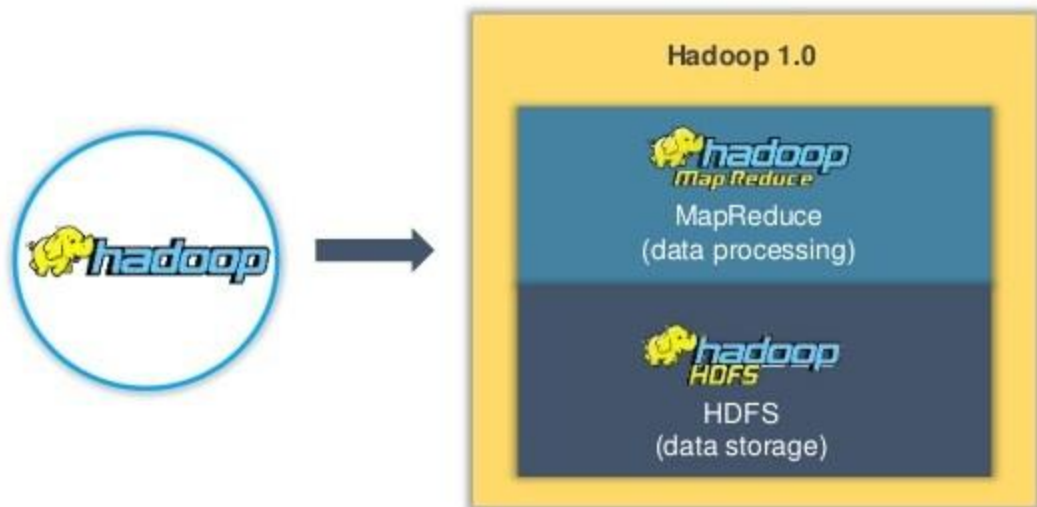 hadoop
Hadoop 1.0
hadoop
Map Reduce
MapReduce
(data processing)
hadoop
HDFS
HDFS
(data storage)